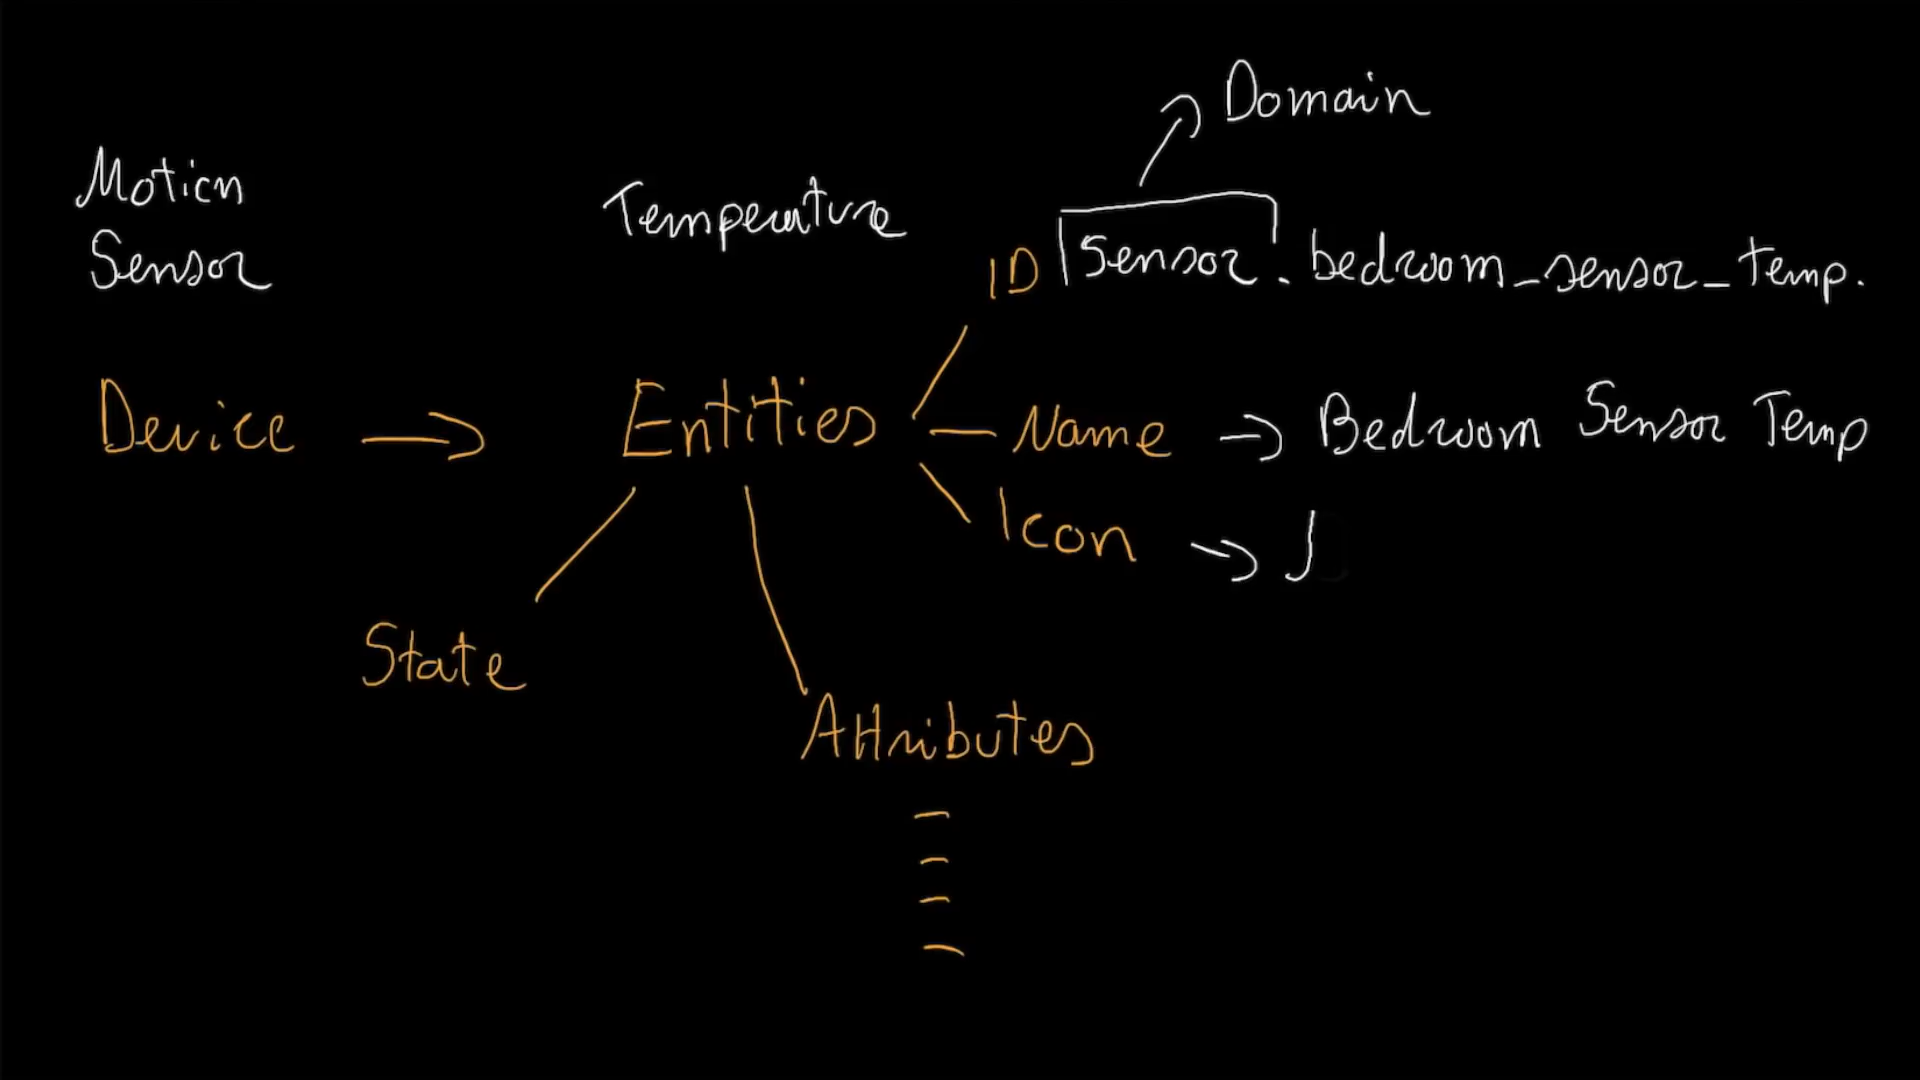 Domain
Motion
Sensor
Temperature
ID Sensor. bedroom_sensor_temp.
Device → Entities
Name → Bedroom Sensor Temp
Icon →
State
Attributes